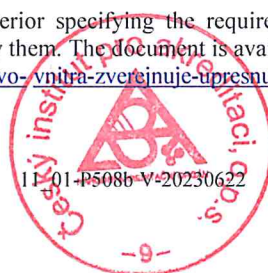 erior specifying the require
y them. The document is ava
vo- vnitra-zverejnuje-upresnu
11_01-P508b V-20230622
Český institut pro akreditaci, o.p.s.
-9-